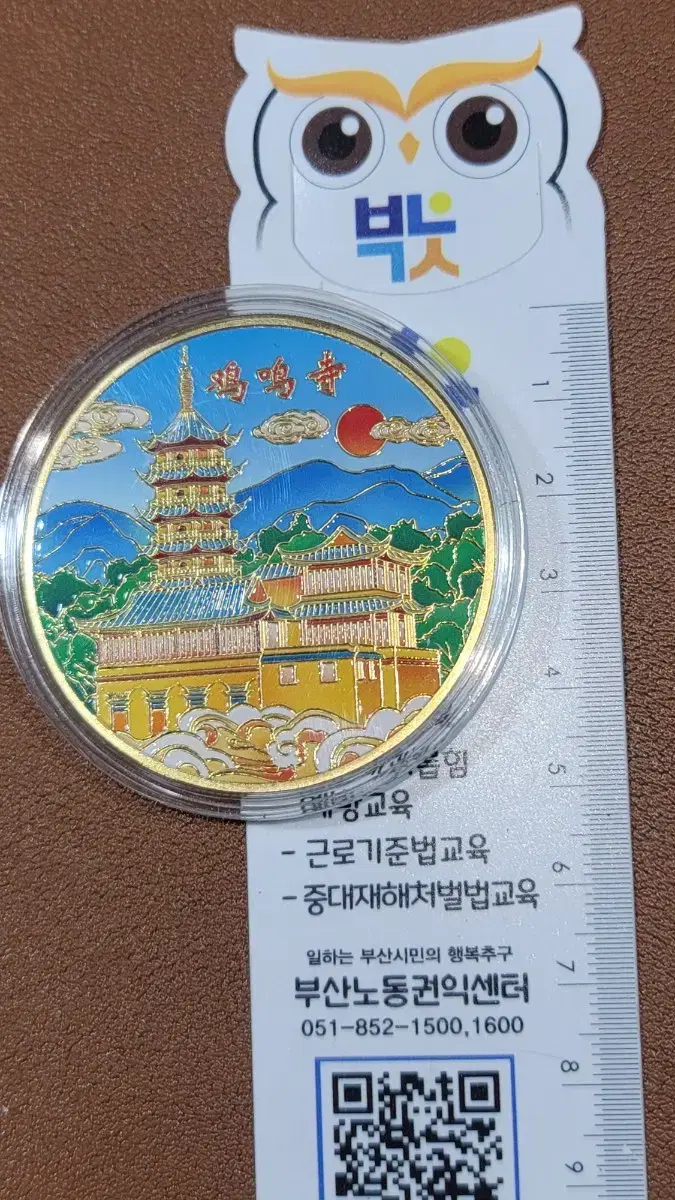 벅낫
鸡鸣寺
1
2
3
4
5
6
7
8
9
- 근로기준법교육
- 중대재해처벌법교육
일하는 부산시민의 행복추구
부산노동권익센터
051-852-1500,1600